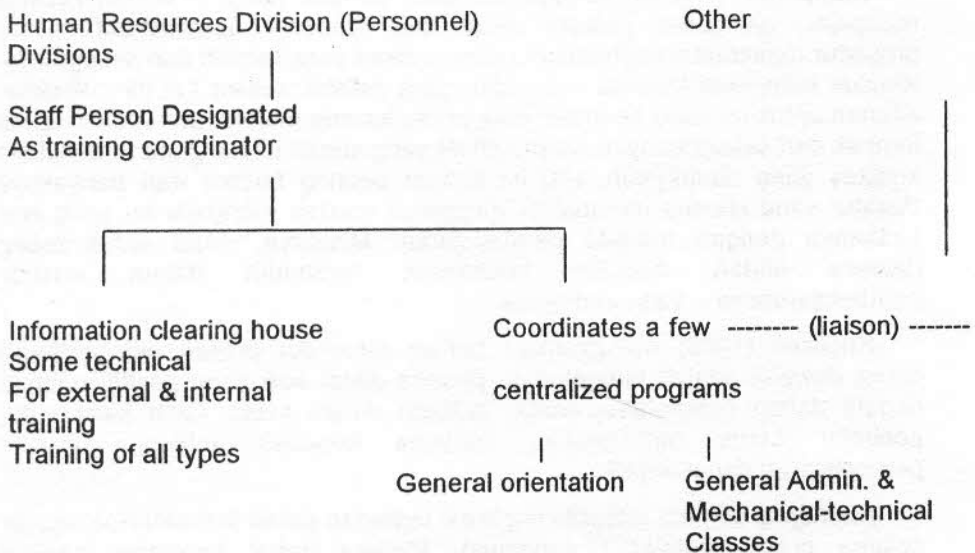 Human Resources Division (Personnel) Other
Divisions
Staff Person Designated
As training coordinator
Information clearing house
Some technical
For external & internal
training
Training of all types
Coordinates a few -------- (liaison) -------
centralized programs
General orientation
General Admin. &
Mechanical-technical
Classes